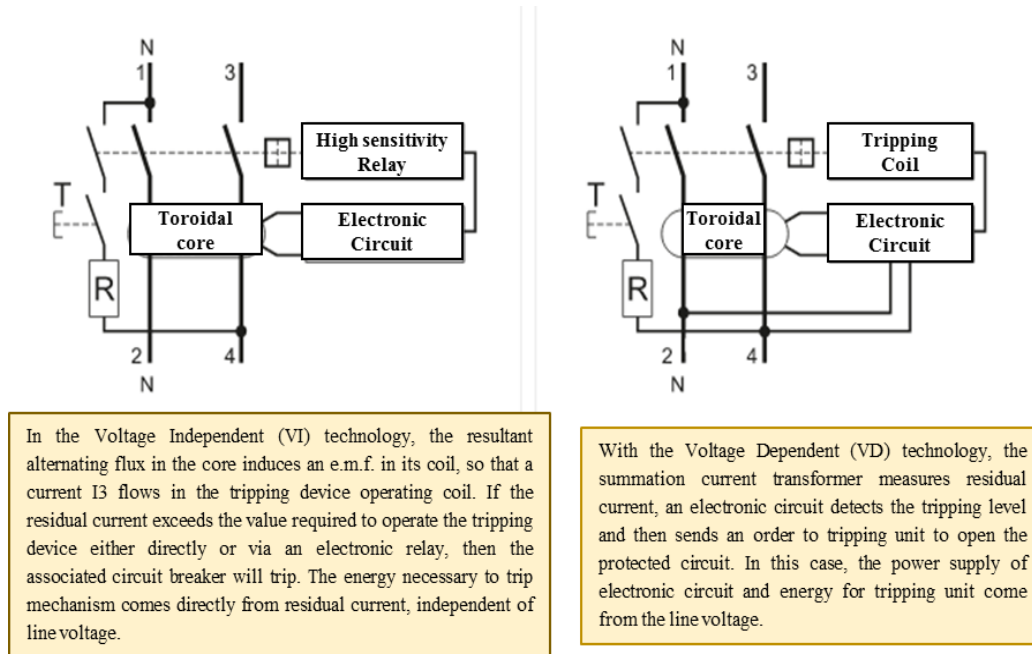 N
1
3
High sensitivity
Relay
T
Toroidal
core
Electronic
Circuit
R
2
4
N
In the Voltage Independent (VI) technology, the resultant
alternating flux in the core induces an e.m.f. in its coil, so that a
current I3 flows in the tripping device operating coil. If the
residual current exceeds the value required to operate the tripping
device either directly or via an electronic relay, then the
associated circuit breaker will trip. The energy necessary to trip
mechanism comes directly from residual current, independent of
line voltage.
N
1
3
Tripping
Coil
T
Toroidal
core
Electronic
Circuit
R
2
4
N
With the Voltage Dependent (VD) technology, the
summation current transformer measures residual
current, an electronic circuit detects the tripping level
and then sends an order to tripping unit to open the
protected circuit. In this case, the power supply of
electronic circuit and energy for tripping unit come
from the line voltage.